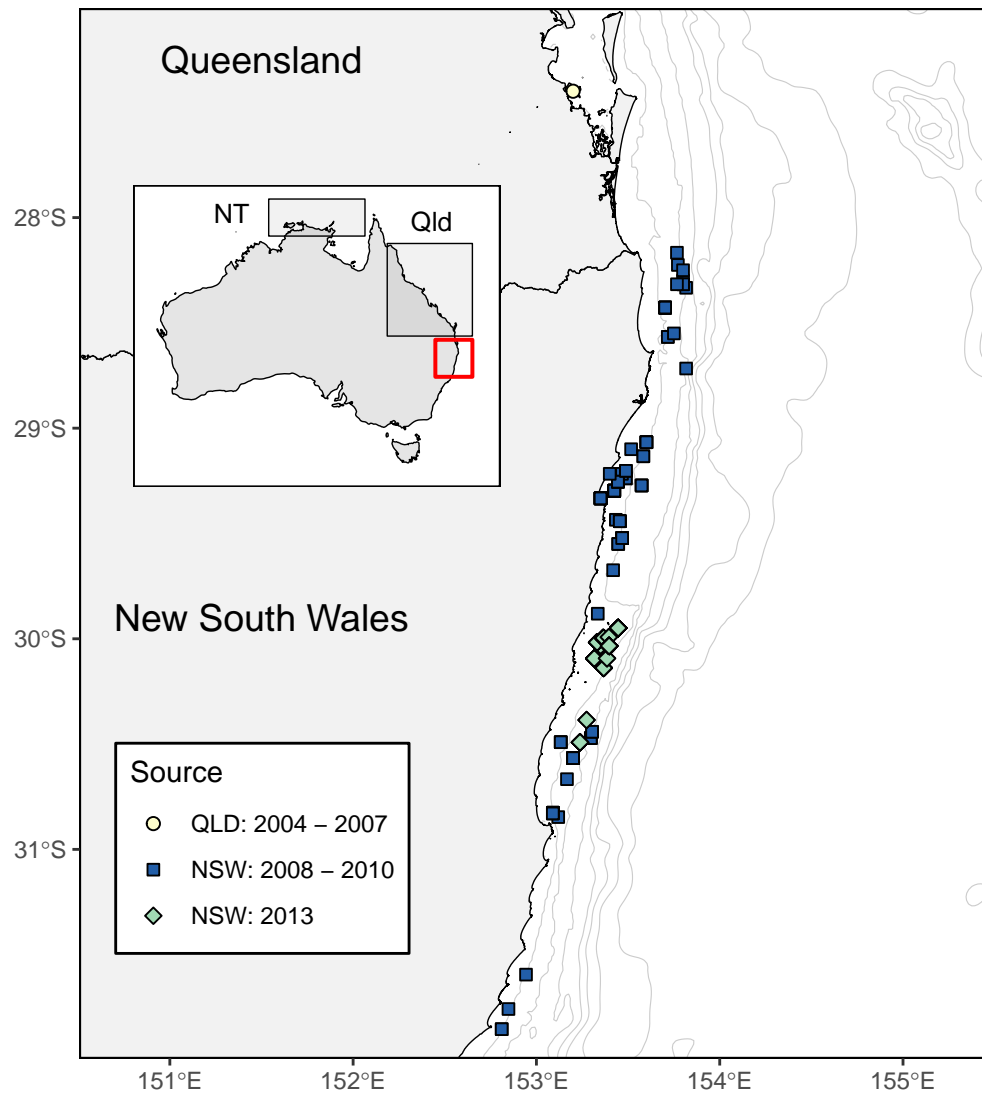 Queensland
28°S
NT
Qld
29°S
New South Wales
30°S
Source
QLD: 2004 – 2007
31°S
NSW: 2008 – 2010
NSW: 2013
151°E
152°E
153°E
154°E
155°E